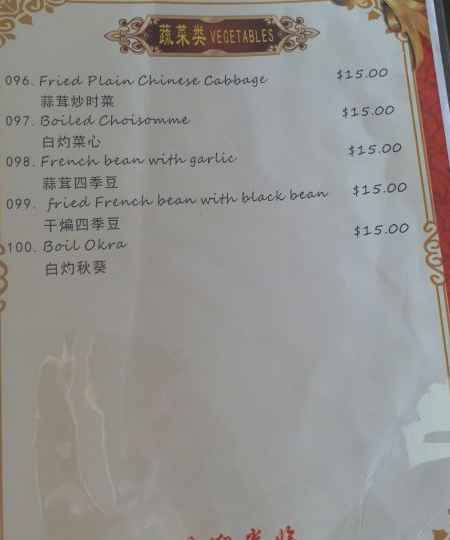 蔬菜类 VEGETABLES
096. Fried Plain Chinese Cabbage $15.00
蒜茸炒时菜
097. Boiled Choisomme $15.00
白灼菜心
098. French bean with garlic $15.00
蒜茸四季豆
099. fried French bean with black bean $15.00
干煸四季豆
100. Boil Okra $15.00
白灼秋葵